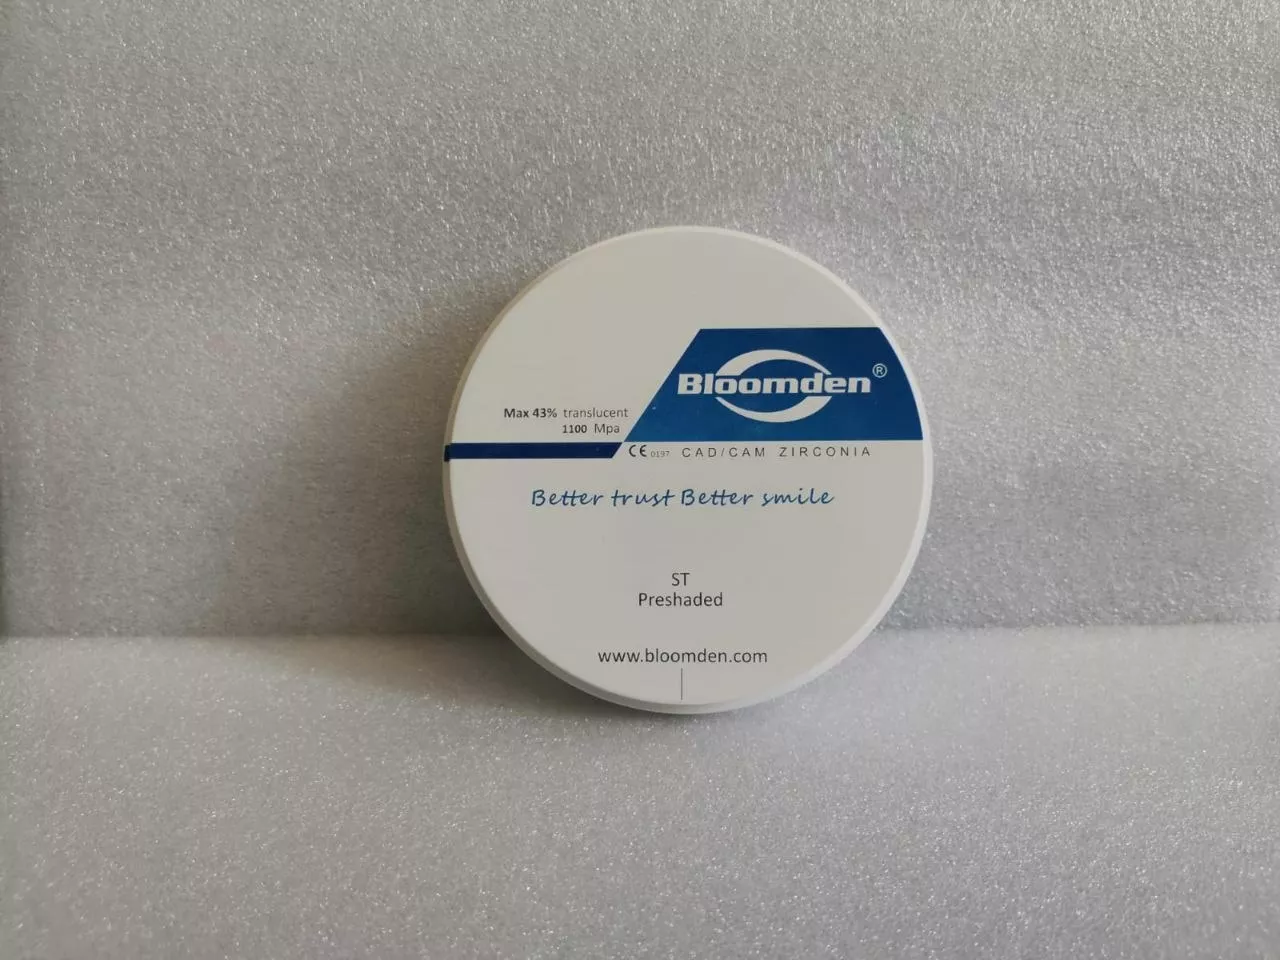 Bloomden®
Max 43% translucent
1100 Mpa
CE 0197 CAD/CAM ZIRCONIA
Better trust Better smile
ST
Preshaded
www.bloomden.com